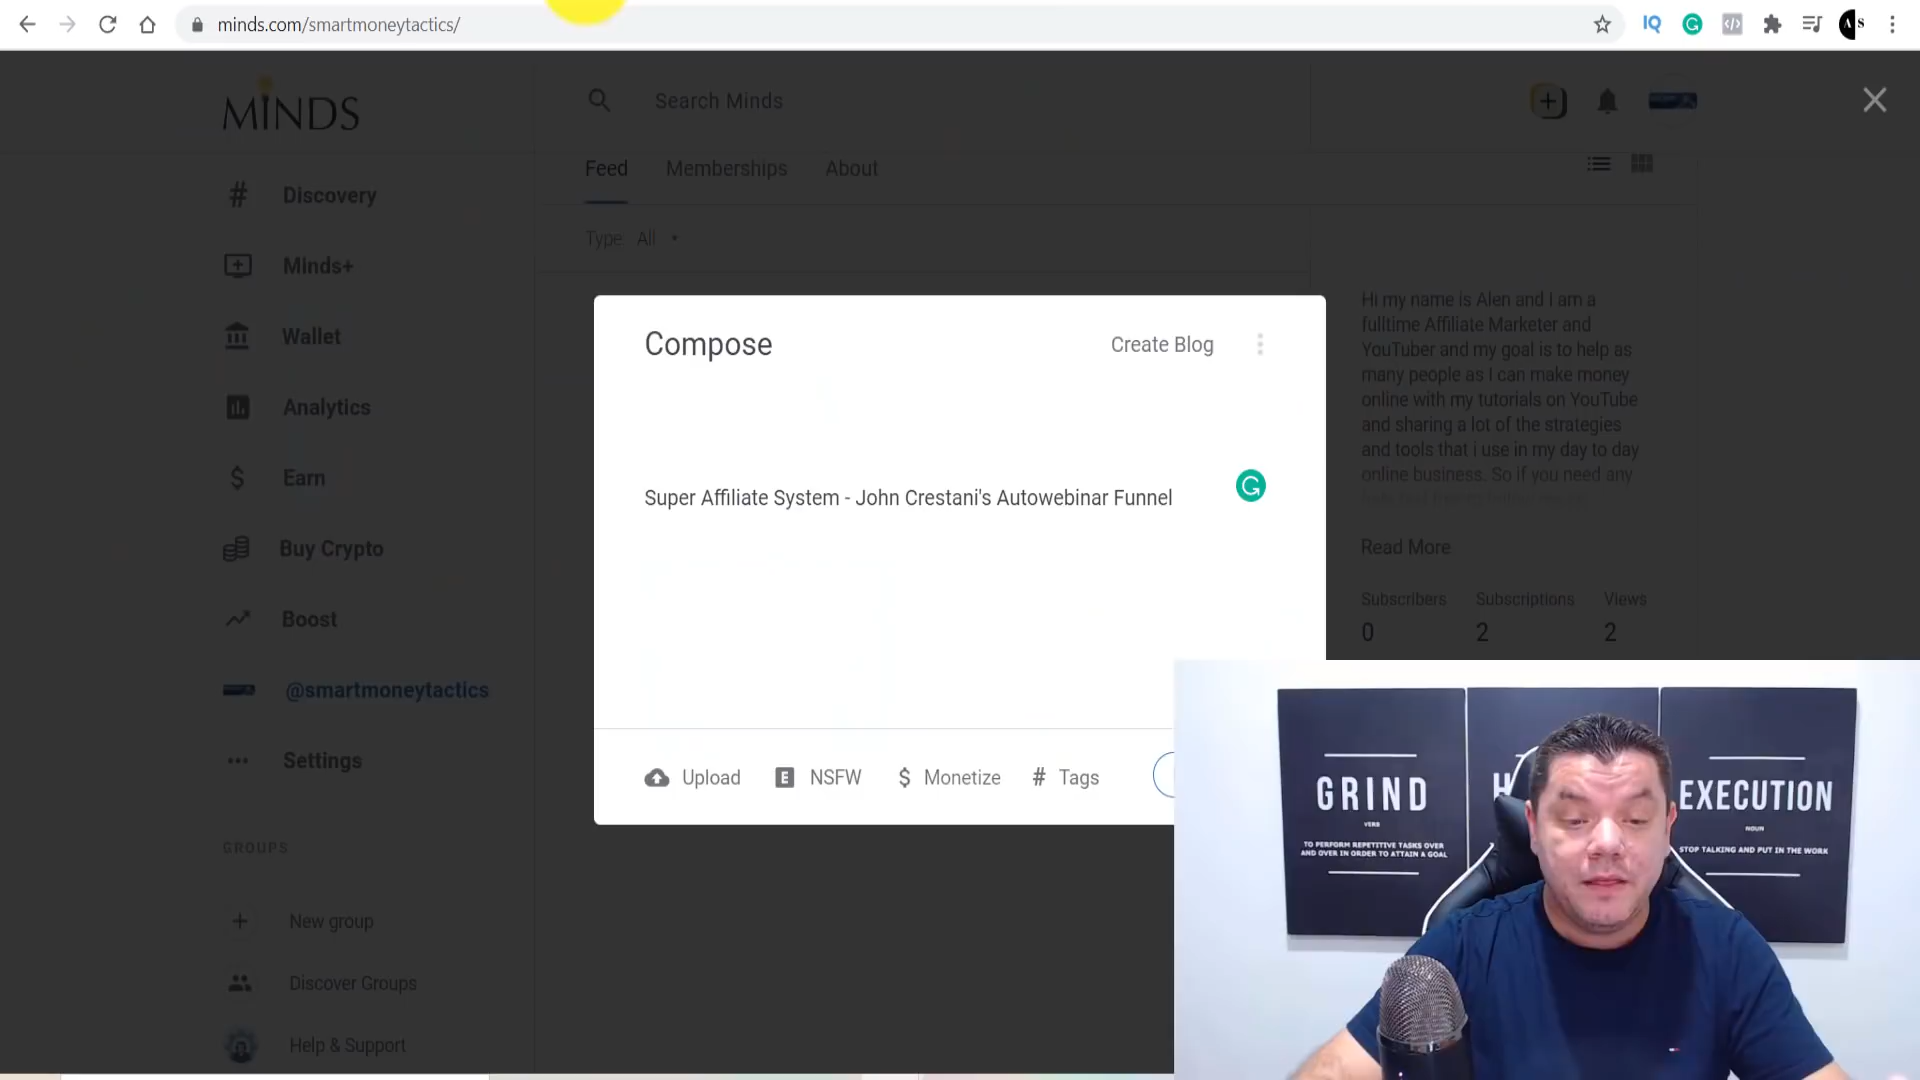 minds.com/smartmoneytactics/
IQ
A S
MINDS
Search Minds
Feed Memberships About
Type: All
Discovery
Minds+
Wallet
Analytics
Earn
Buy Crypto
Boost
@smartmoneytactics
Settings
GROUPS
New group
Discover Groups
Help & Support
Compose
Create Blog
Super Affiliate System - John Crestani's Autowebinar Funnel
Upload
E NSFW
$ Monetize
# Tags
Hi my name is Alen and I am a
fulltime Affiliate Marketer and
YouTuber and my goal is to help as
many people as I can make money
online with my tutorials on YouTube
and sharing a lot of the strategies
and tools that i use in my day to day
online business. So if you need any
Read More
Subscribers Subscriptions Views
0 2 2
GRIND
VERB
TO PERFORM REPETITIVE TASKS OVER
AND OVER IN ORDER TO ATTAIN A GOAL
H
EXECUTION
NOUN
STOP TALKING AND PUT IN THE WORK